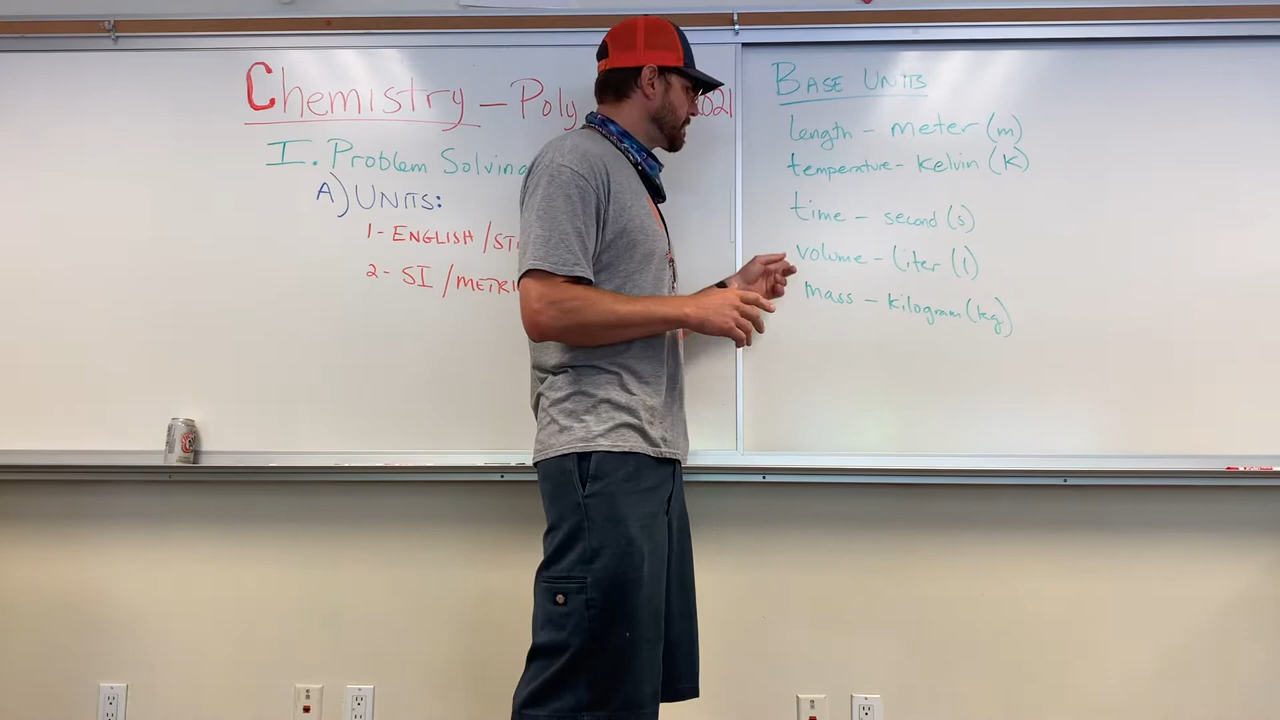 Chemistry - Poly 2021
I. Problem Solving
A) UNITS:
1- ENGLISH / ST
2- SI / METRI
BASE UNITS
length - meter (m)
temperature - Kelvin (K)
time - second (s)
volume - Liter (l)
mass - kilogram (kg)